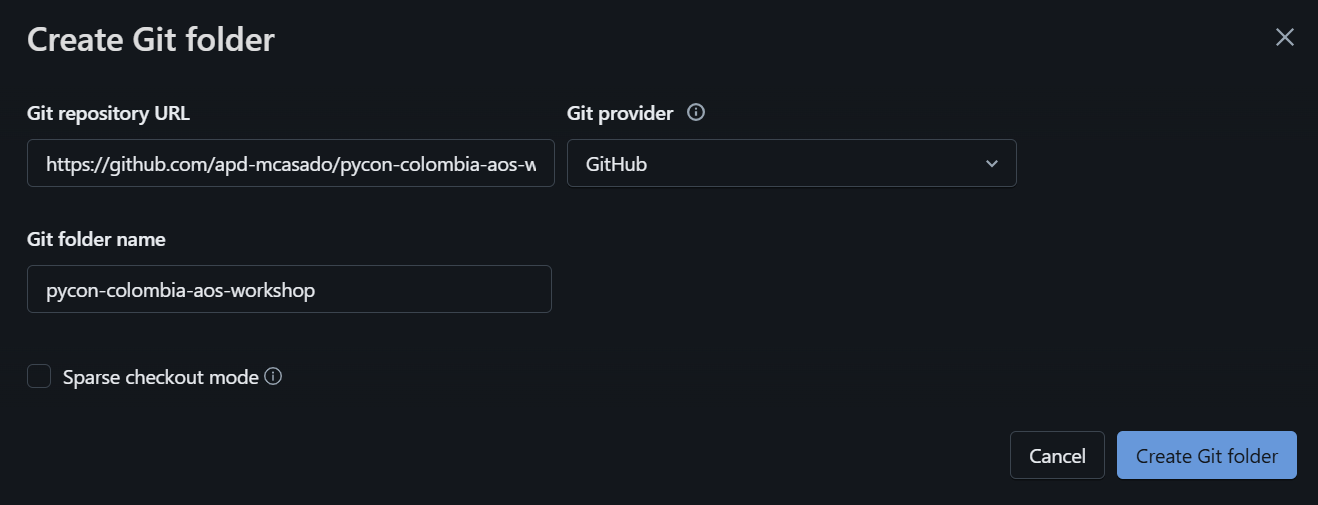 Create Git folder
Git repository URL
Git provider
https://github.com/apd-mcasado/pycon-colombia-aos-w
GitHub
Git folder name
pycon-colombia-aos-workshop
Sparse checkout mode
Cancel
Create Git folder